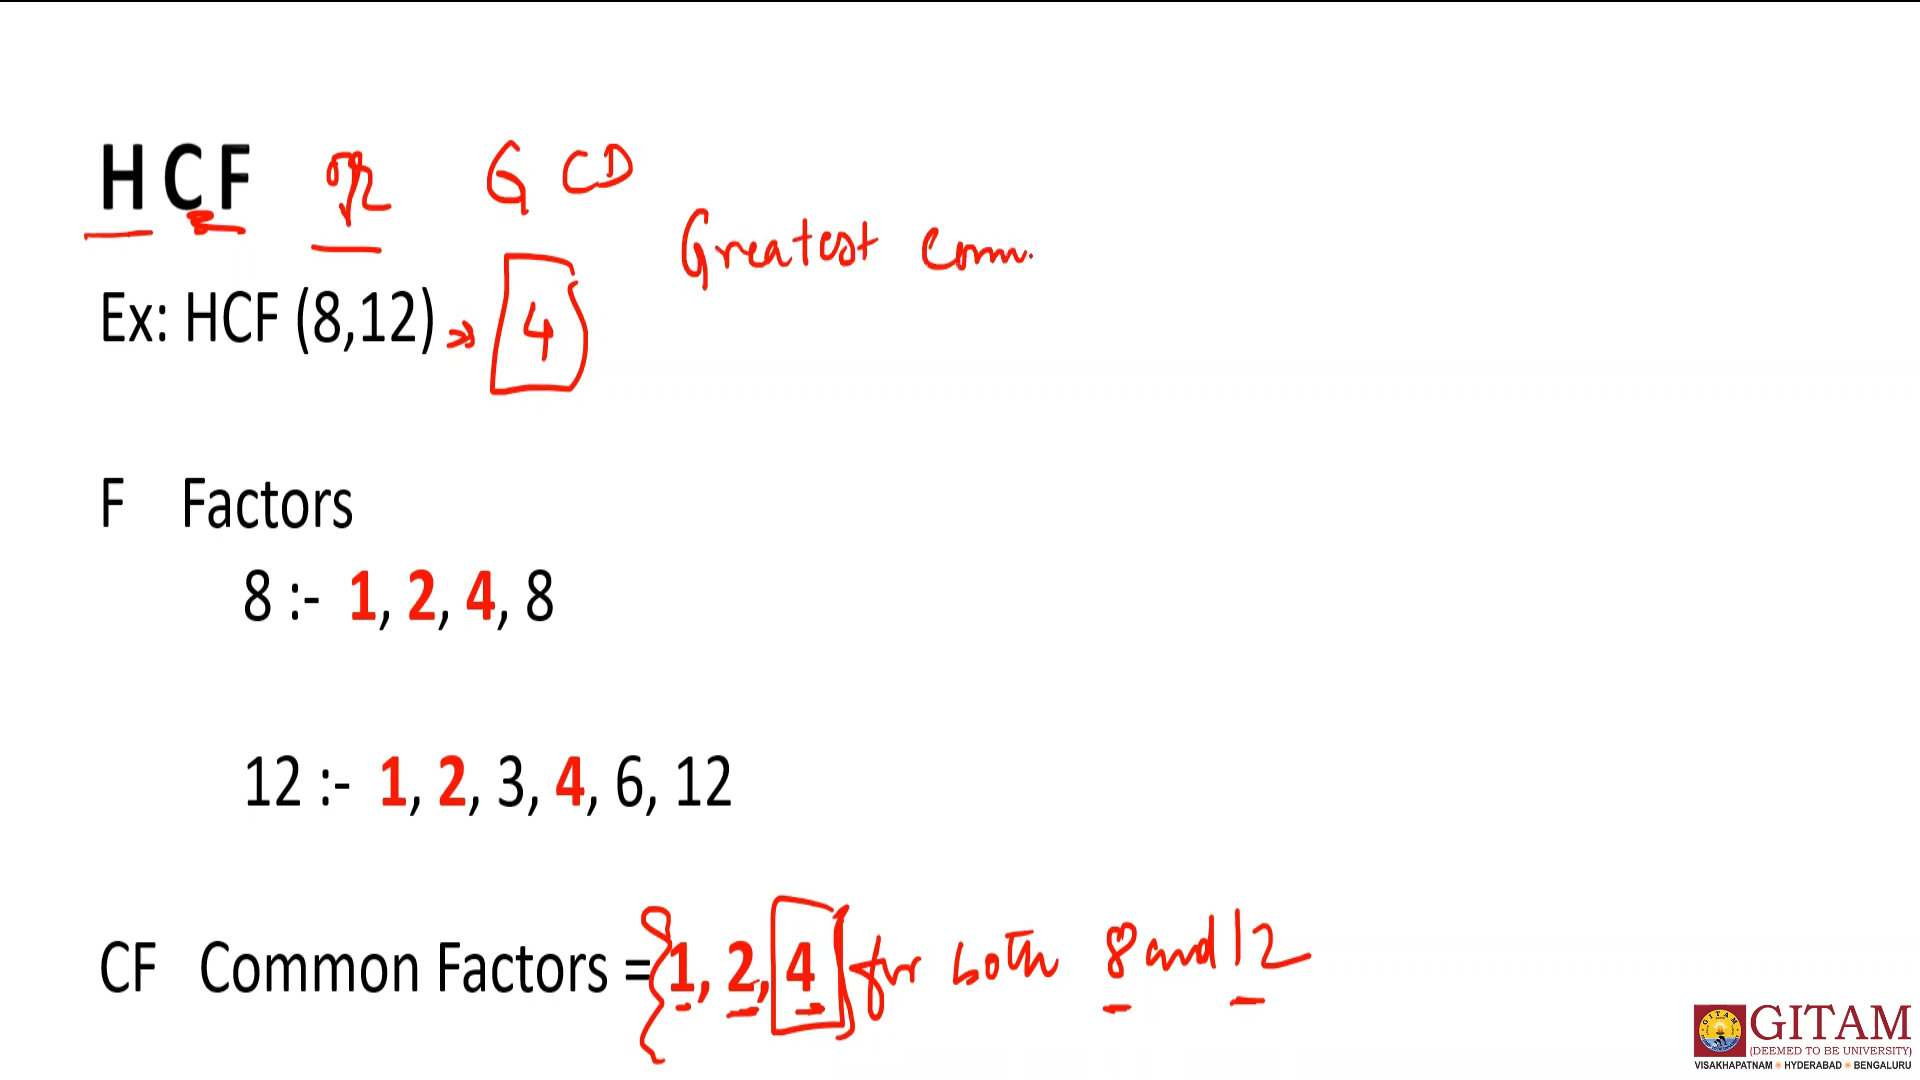 HCF or GCD
Greatest Comm.
Ex: HCF (8,12) → 4
F Factors
8 :- 1, 2, 4, 8
12 :- 1, 2, 3, 4, 6, 12
CF Common Factors = {1, 2, 4} for both 8 and 12
GITAM
(DEEMED TO BE UNIVERSITY)
VISAKHAPATNAM * HYDERABAD * BENGALURU